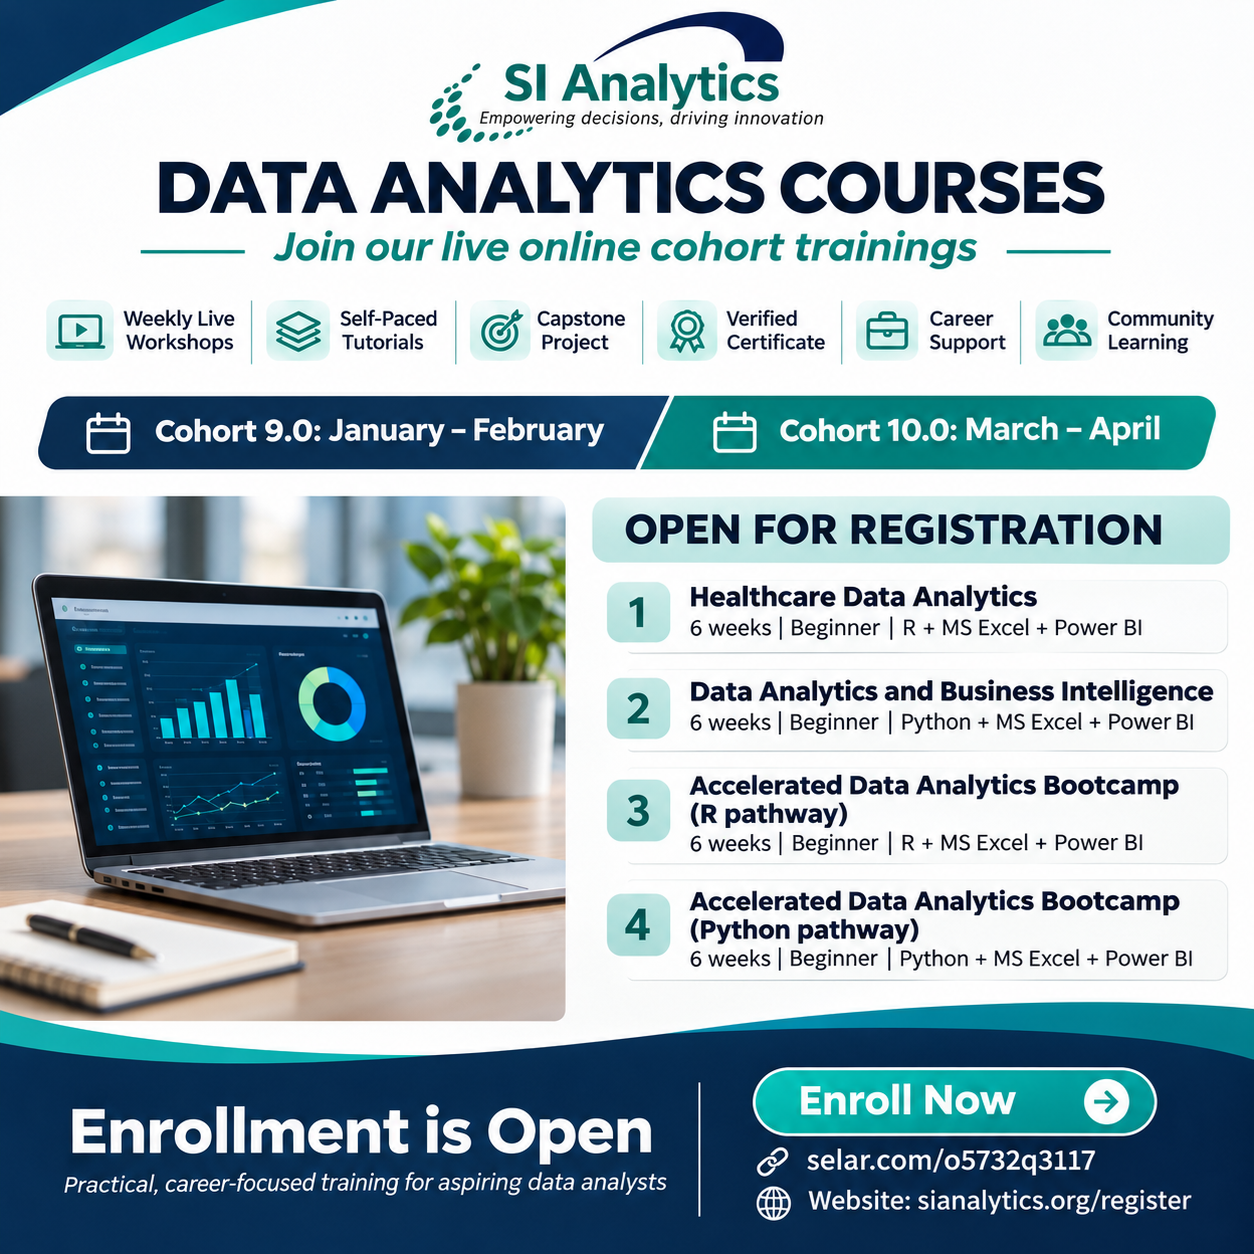 SI Analytics
Empowering decisions, driving innovation
DATA ANALYTICS COURSES
Join our live online cohort trainings
Weekly Live
Workshops
Self-Paced
Tutorials
Capstone
Project
Verified
Certificate
Career
Support
Community
Learning
Cohort 9.0: January – February
Cohort 10.0: March – April
OPEN FOR REGISTRATION
1
Healthcare Data Analytics
6 weeks | Beginner | R + MS Excel + Power BI
2
Data Analytics and Business Intelligence
6 weeks | Beginner | Python + MS Excel + Power BI
3
Accelerated Data Analytics Bootcamp
(R pathway)
6 weeks | Beginner | R + MS Excel + Power BI
4
Accelerated Data Analytics Bootcamp
(Python pathway)
6 weeks | Beginner | Python + MS Excel + Power BI
Enrollment is Open
Practical, career-focused training for aspiring data analysts
Enroll Now
selar.com/o5732q3117
Website: sianalytics.org/register